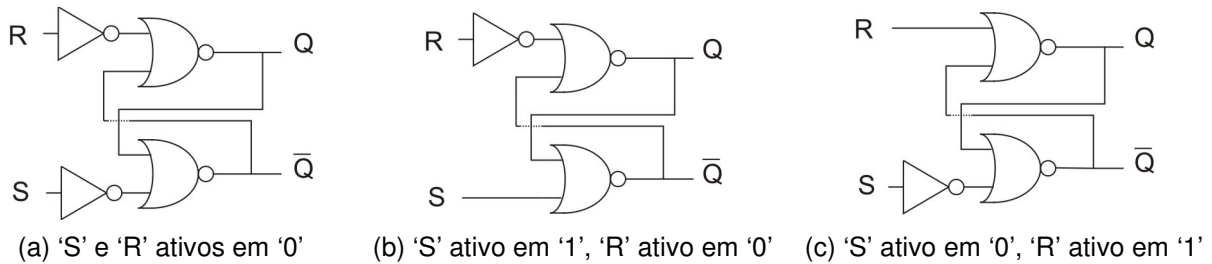 R
Q
Q̅
S
(a) ‘S’ e ‘R’ ativos em ‘0’
R
Q
Q̅
S
(b) ‘S’ ativo em ‘1’, ‘R’ ativo em ‘0’
R
Q
Q̅
S
(c) ‘S’ ativo em ‘0’, ‘R’ ativo em ‘1’